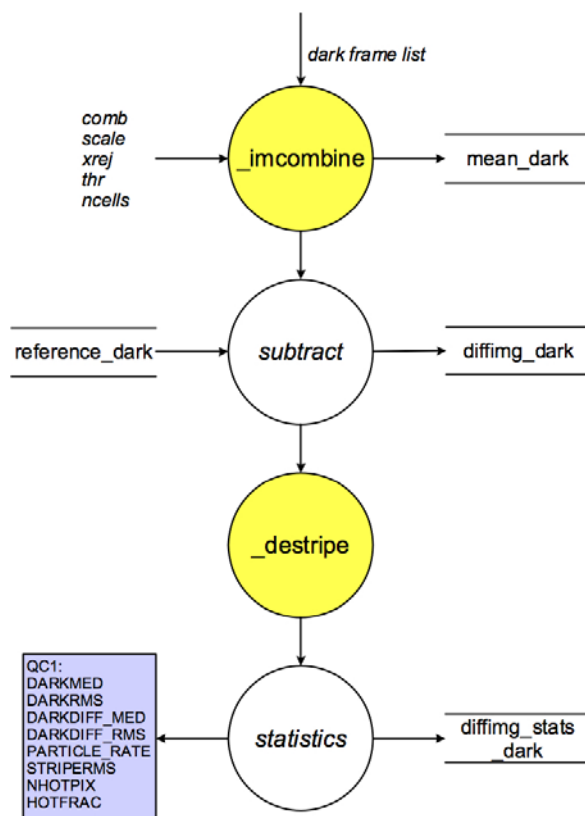 dark frame list
comb
scale
xrej
thr
ncells
_imcombine
mean_dark
reference_dark
subtract
diffimg_dark
_destripe
QC1:
DARKMED
DARKRMS
DARKDIFF_MED
DARKDIFF_RMS
PARTICLE_RATE
STRIPERMS
NHOTPIX
HOTFRAC
statistics
diffimg_stats
_dark